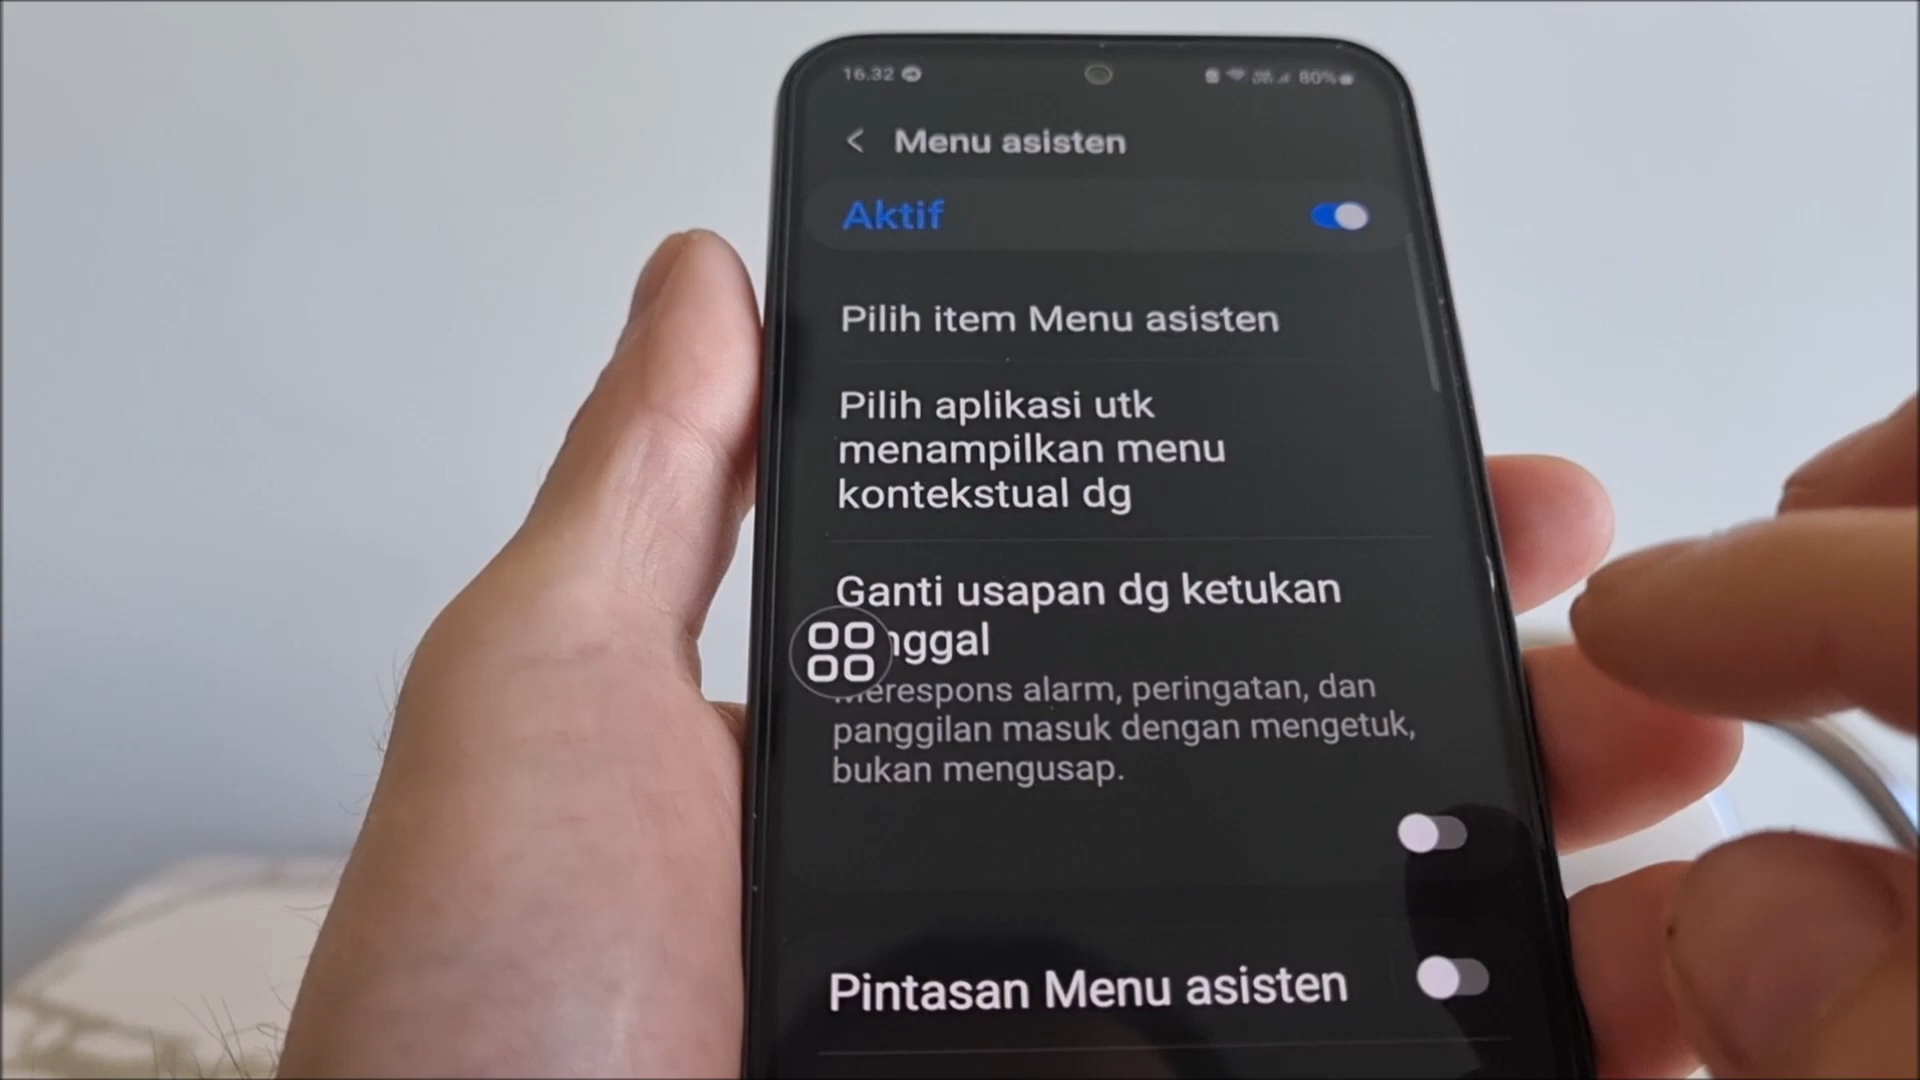 16.32
80%
Menu asisten
Aktif
Pilih item Menu asisten
Pilih aplikasi utk
menampilkan menu
kontekstual dg
Ganti usapan dg ketukan
nggal
Merespons alarm, peringatan, dan
panggilan masuk dengan mengetuk,
bukan mengusap.
Pintasan Menu asisten